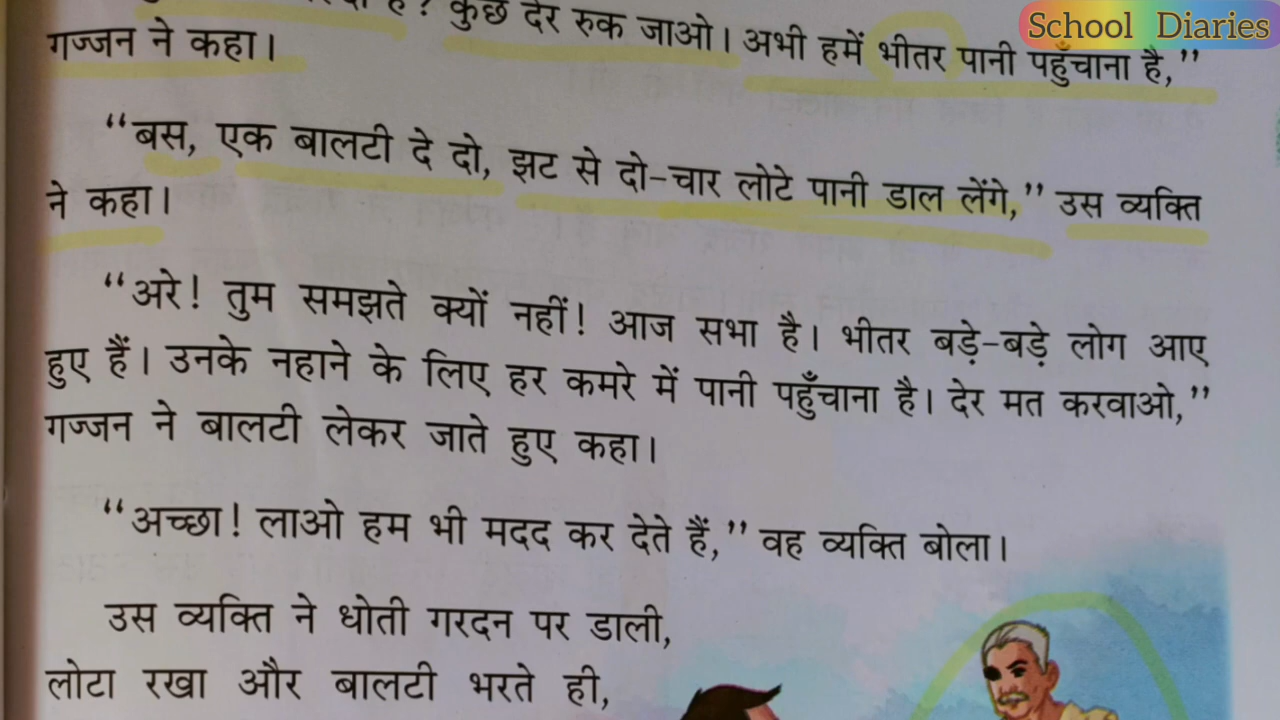 है? कुछ देर रुक जाओ। अभी हमें भीतर पानी पहुँचाना है,”
School Diaries
गज्जन ने कहा।
“बस, एक बालटी दे दो, झट से दो-चार लोटे पानी डाल लेंगे,” उस व्यक्ति
ने कहा।
“अरे! तुम समझते क्यों नहीं! आज सभा है। भीतर बड़े-बड़े लोग आए
हुए हैं। उनके नहाने के लिए हर कमरे में पानी पहुँचाना है। देर मत करवाओ,”
गज्जन ने बालटी लेकर जाते हुए कहा।
“अच्छा! लाओ हम भी मदद कर देते हैं,” वह व्यक्ति बोला।
उस व्यक्ति ने धोती गरदन पर डाली,
लोटा रखा और बालटी भरते ही,